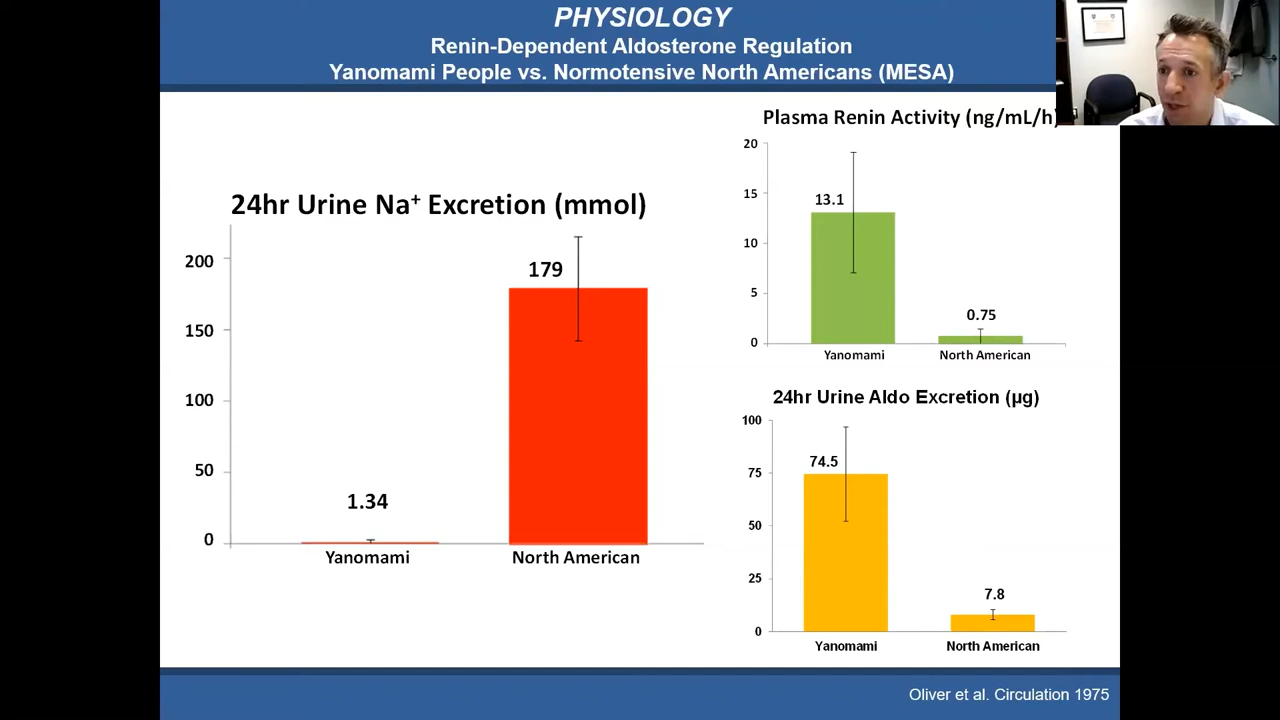 PHYSIOLOGY
Renin-Dependent Aldosterone Regulation
Yanomami People vs. Normotensive North Americans (MESA)
24hr Urine Na⁺ Excretion (mmol)
200
150
100
50
0
179
1.34
Yanomami
North American
Plasma Renin Activity (ng/mL/h)
20
15
10
5
0
13.1
0.75
Yanomami
North American
24hr Urine Aldo Excretion (µg)
100
75
50
25
0
74.5
7.8
Yanomami
North American
Oliver et al. Circulation 1975